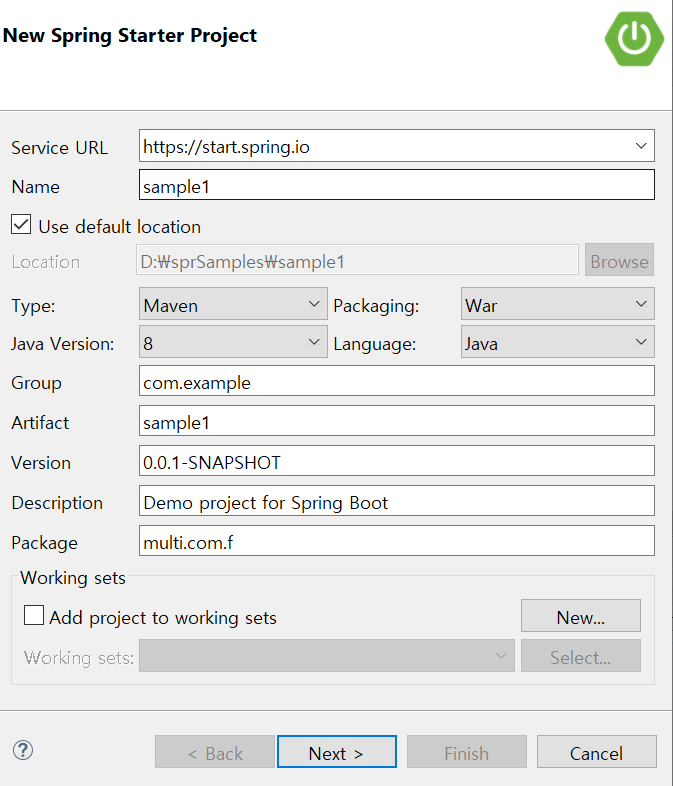 New Spring Starter Project
Service URL https://start.spring.io
Name sample1
Use default location
Location D:₩sprSamples₩sample1 Browse
Type: Maven Packaging: War
Java Version: 8 Language: Java
Group com.example
Artifact sample1
Version 0.0.1-SNAPSHOT
Description Demo project for Spring Boot
Package multi.com.f
Working sets
Add project to working sets New...
Working sets: Select...
? < Back Next > Finish Cancel